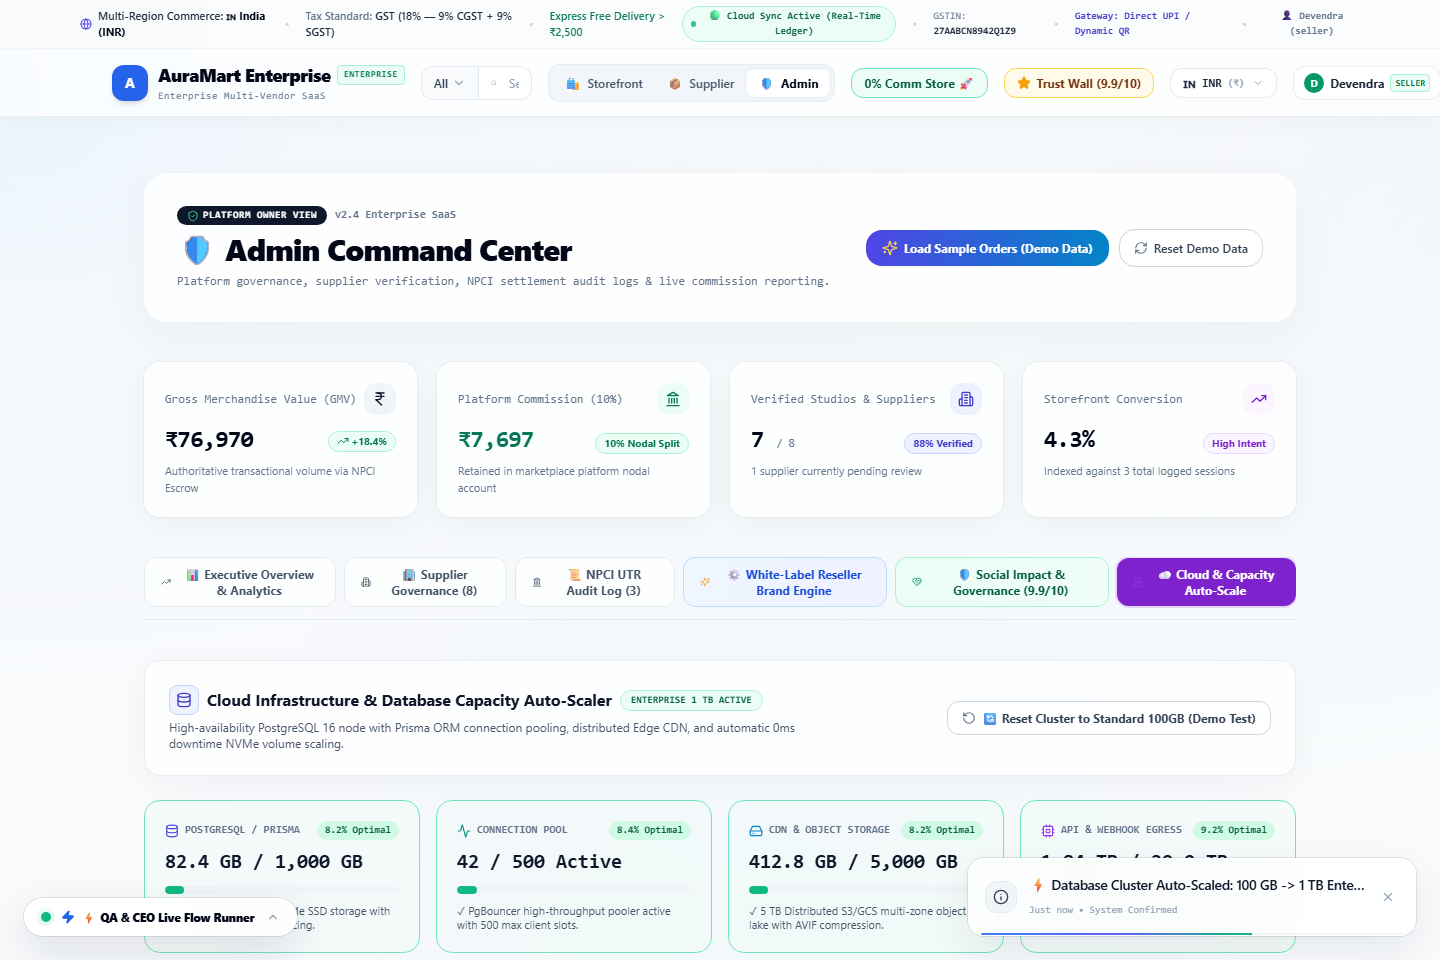 Multi-Region Commerce: IN India (INR)
Tax Standard: GST (18% — 9% CGST + 9% SGST)
Express Free Delivery > ₹2,500
Cloud Sync Active (Real-Time Ledger)
GSTIN: 27AABCN8942Q1Z9
Gateway: Direct UPI / Dynamic QR
Devendra (seller)
A
AuraMart Enterprise ENTERPRISE
Enterprise Multi-Vendor SaaS
All
Storefront
Supplier
Admin
0% Comm Store 🚀
Trust Wall (9.9/10)
IN INR (₹)
D Devendra SELLER
PLATFORM OWNER VIEW v2.4 Enterprise SaaS
Admin Command Center
Platform governance, supplier verification, NPCI settlement audit logs & live commission reporting.
Load Sample Orders (Demo Data)
Reset Demo Data
Gross Merchandise Value (GMV) ₹
₹76,970 +18.4%
Authoritative transactional volume via NPCI
Escrow
Platform Commission (10%)
₹7,697 10% Nodal Split
Retained in marketplace platform nodal
account
Verified Studios & Suppliers
7 / 8 88% Verified
1 supplier currently pending review
Storefront Conversion
4.3% High Intent
Indexed against 3 total logged sessions
Executive Overview
& Analytics
Supplier
Governance (8)
NPCI UTR
Audit Log (3)
White-Label Reseller
Brand Engine
Social Impact &
Governance (9.9/10)
Cloud & Capacity
Auto-Scale
Cloud Infrastructure & Database Capacity Auto-Scaler ENTERPRISE 1 TB ACTIVE
High-availability PostgreSQL 16 node with Prisma ORM connection pooling, distributed Edge CDN, and automatic 0ms
downtime NVMe volume scaling.
Reset Cluster to Standard 100GB (Demo Test)
POSTGRESQL / PRISMA 8.2% Optimal
82.4 GB / 1,000 GB
Me SSD storage with
CONNECTION POOL 8.4% Optimal
42 / 500 Active
✓ PgBouncer high-throughput pooler active
with 500 max client slots.
CDN & OBJECT STORAGE 8.2% Optimal
412.8 GB / 5,000 GB
✓ 5 TB Distributed S3/GCS multi-zone object
lake with AVIF compression.
API & WEBHOOK EGRESS 9.2% Optimal
QA & CEO Live Flow Runner
Database Cluster Auto-Scaled: 100 GB -> 1 TB Ente...
Just now • System Confirmed